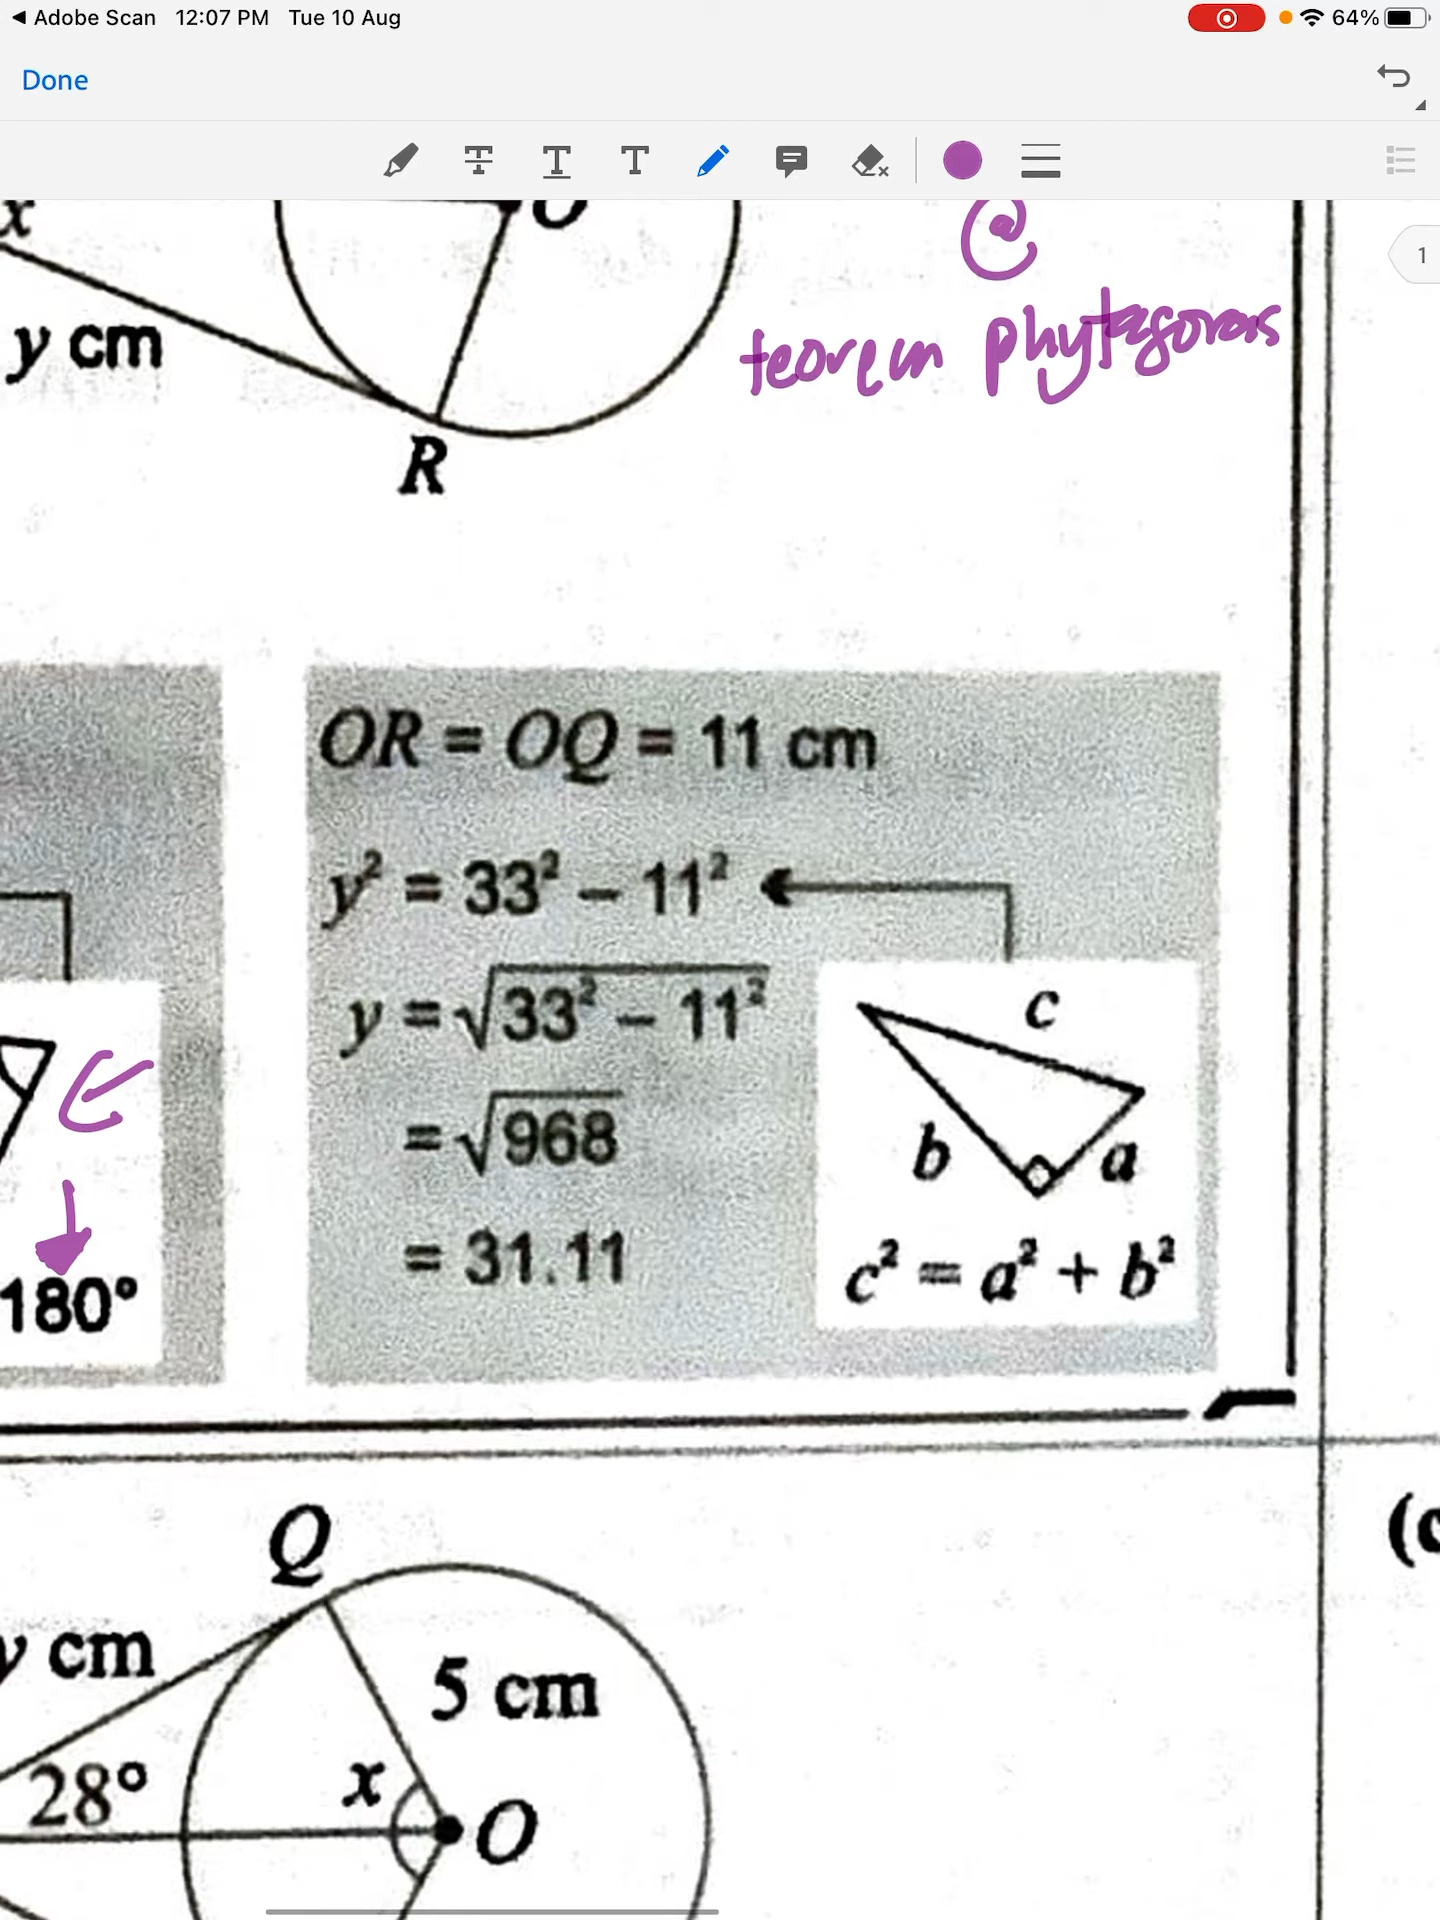 Adobe Scan 12:07 PM Tue 10 Aug 64%
Done
T T T
1
x
O
@
teorem phytagoras
y cm
R
OR = OQ = 11 cm
y² = 33² – 11²
y = √33² – 11²
= √968
= 31.11
c
b
a
c² = a² + b²
180°
Q
y cm
5 cm
28°
x
O
(c